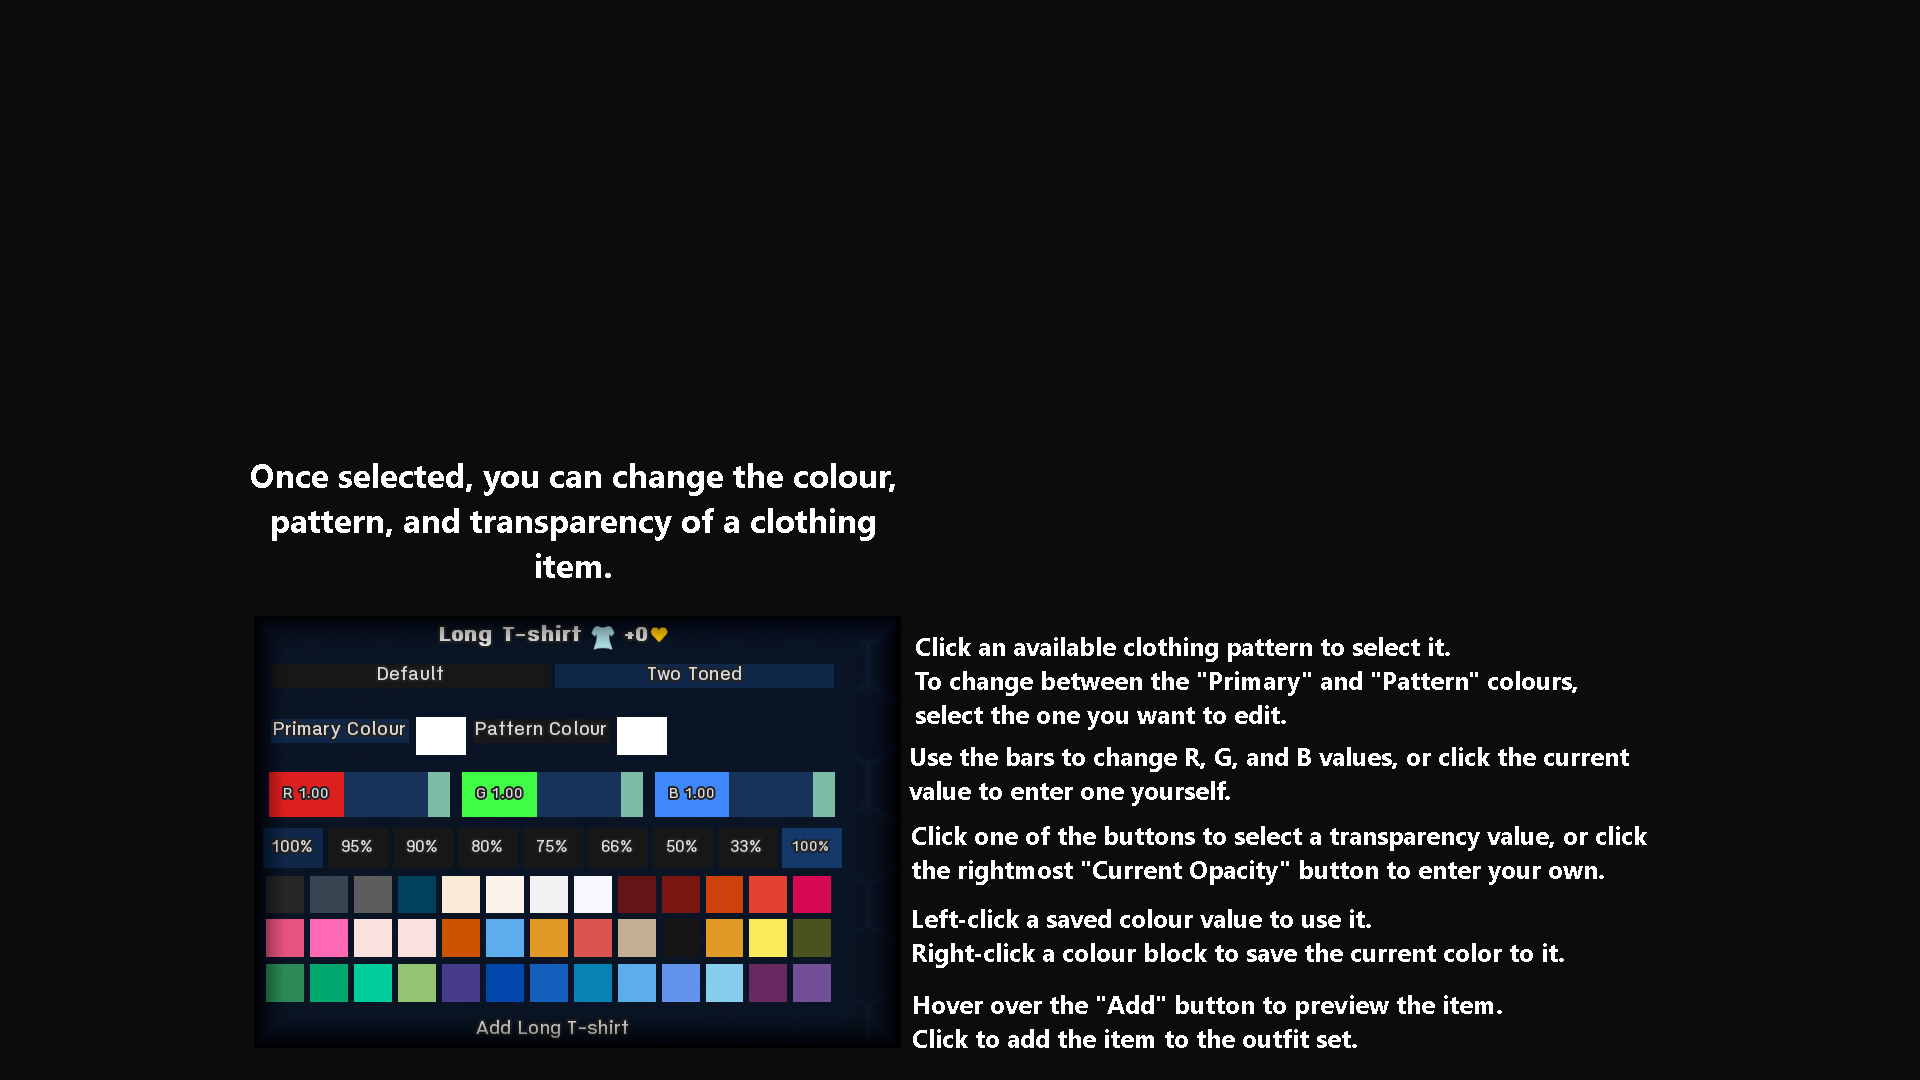 Once selected, you can change the colour,
pattern, and transparency of a clothing
item.
Long T-shirt +0
Default Two Toned
Primary Colour Pattern Colour
R 1.00 G 1.00 B 1.00
100% 95% 90% 80% 75% 66% 50% 33% 100%
Add Long T-shirt
Click an available clothing pattern to select it.
To change between the "Primary" and "Pattern" colours,
select the one you want to edit.
Use the bars to change R, G, and B values, or click the current
value to enter one yourself.
Click one of the buttons to select a transparency value, or click
the rightmost "Current Opacity" button to enter your own.
Left-click a saved colour value to use it.
Right-click a colour block to save the current color to it.
Hover over the "Add" button to preview the item.
Click to add the item to the outfit set.